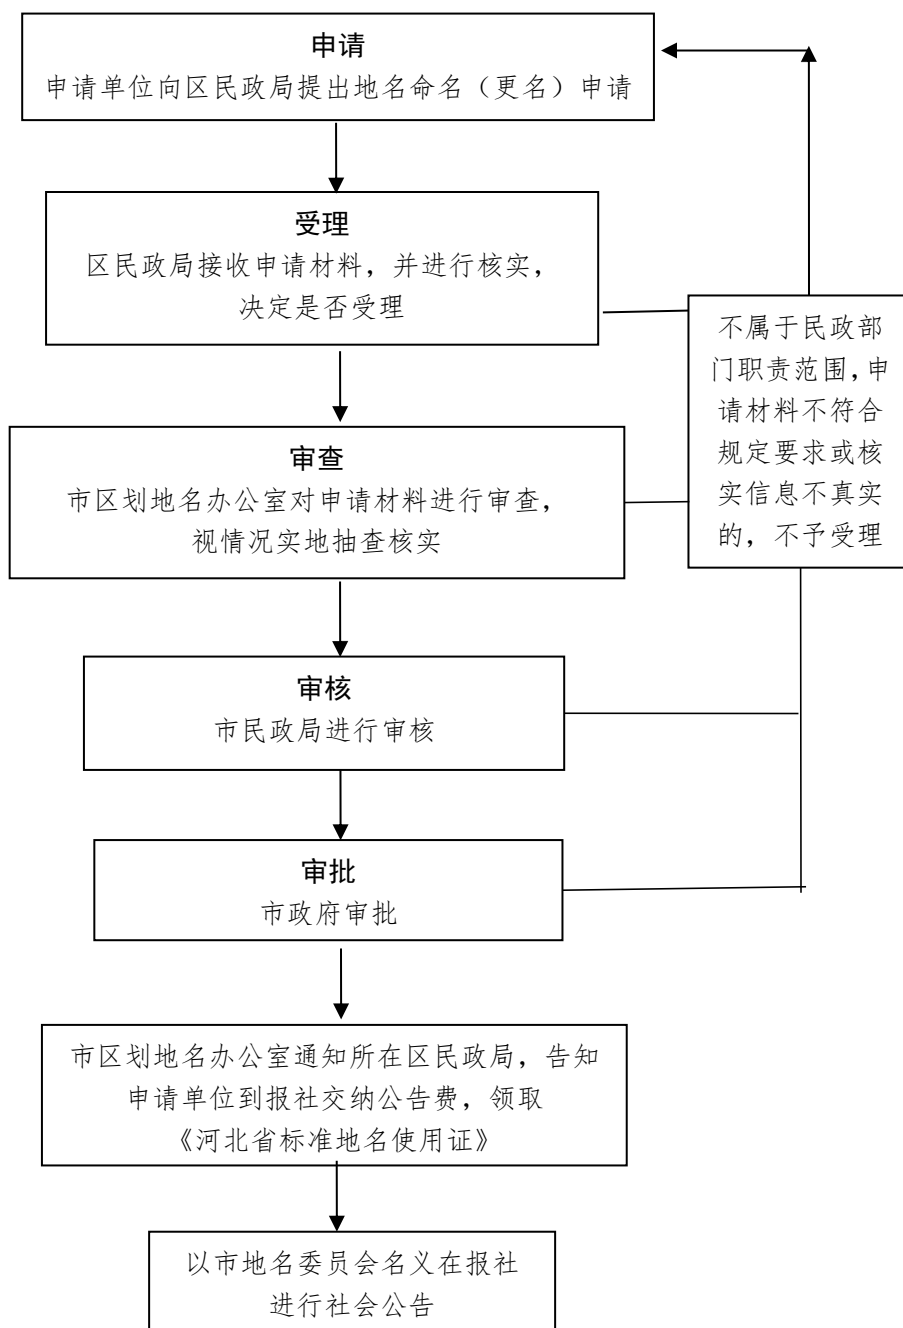 申请
申请单位向区民政局提出地名命名（更名）申请
受理
区民政局接收申请材料，并进行核实，
决定是否受理
不属于民政部
门职责范围，申
请材料不符合
规定要求或核
实信息不真实
的，不予受理
审查
市区划地名办公室对申请材料进行审查，
视情况实地抽查核实
审核
市民政局进行审核
审批
市政府审批
市区划地名办公室通知所在区民政局，告知
申请单位到报社交纳公告费，领取
《河北省标准地名使用证》
以市地名委员会名义在报社
进行社会公告